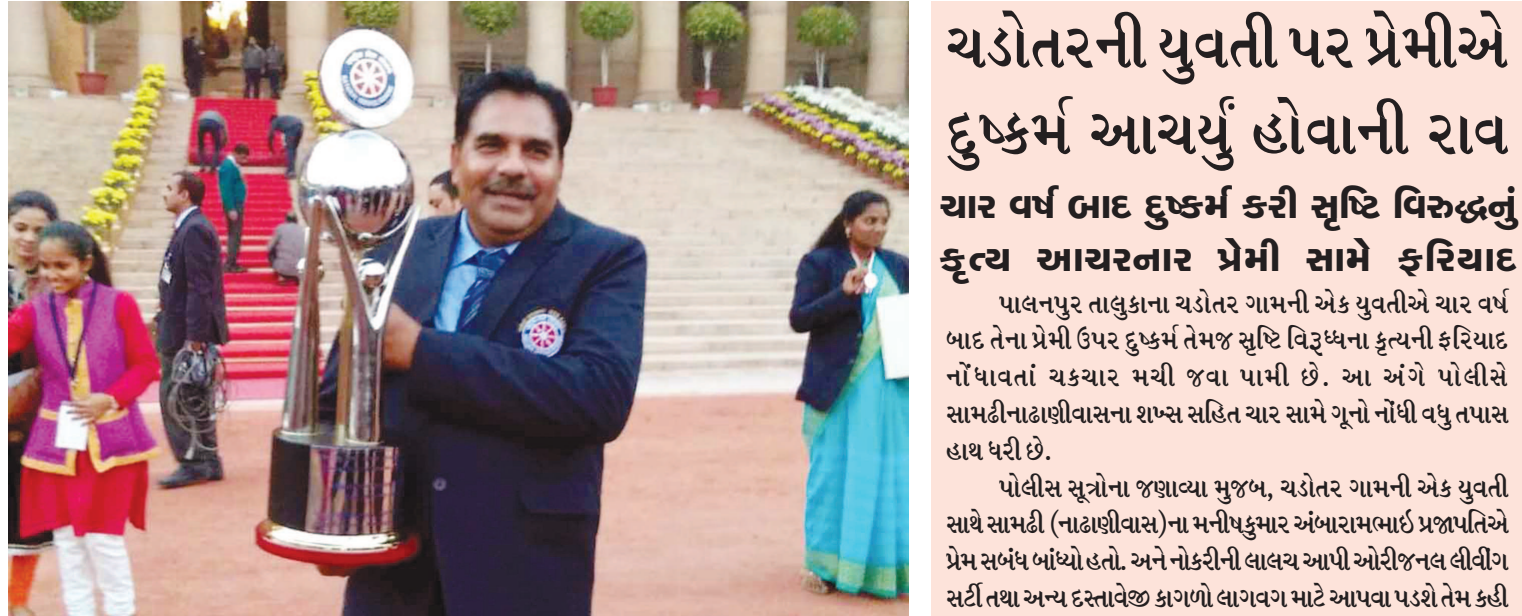 ચડોતરની યુવતી પર પ્રેમીએ
દુષ્કર્મ આચર્યું હોવાની રાવ
ચાર વર્ષ બાદ દુષ્કર્મ કરી સૃષ્ટિ વિરુદ્ધનું
કૃત્ય આચરનાર પ્રેમી સામે ફરિયાદ
પાલનપુર તાલુકાના ચડોતર ગામની એક યુવતીએ ચાર વર્ષ
બાદ તેના પ્રેમી ઉપર દુષ્કર્મ તેમજ સૃષ્ટિ વિરૂધ્ધના કૃત્યની ફરિયાદ
નોંધાવતાં ચકચાર મચી જવા પામી છે. આ અંગે પોલીસે
સામઢીનાઢાણીવાસના શખ્સ સહિત ચાર સામે ગૂનો નોંધી વધુ તપાસ
હાથ ધરી છે.
પોલીસ સૂત્રોના જણાવ્યા મુજબ, ચડોતર ગામની એક યુવતી
સાથે સામઢી (નાઢાણીવાસ)ના મનીષકુમાર અંબારામભાઇ પ્રજાપતિએ
પ્રેમ સબંધ બાંધ્યો હતો. અને નોકરીની લાલચ આપી ઓરીજનલ લીવીંગ
સર્ટી તથા અન્ય દસ્તાવેજી કાગળો લાગવગ માટે આપવા પડશે તેમ કહી